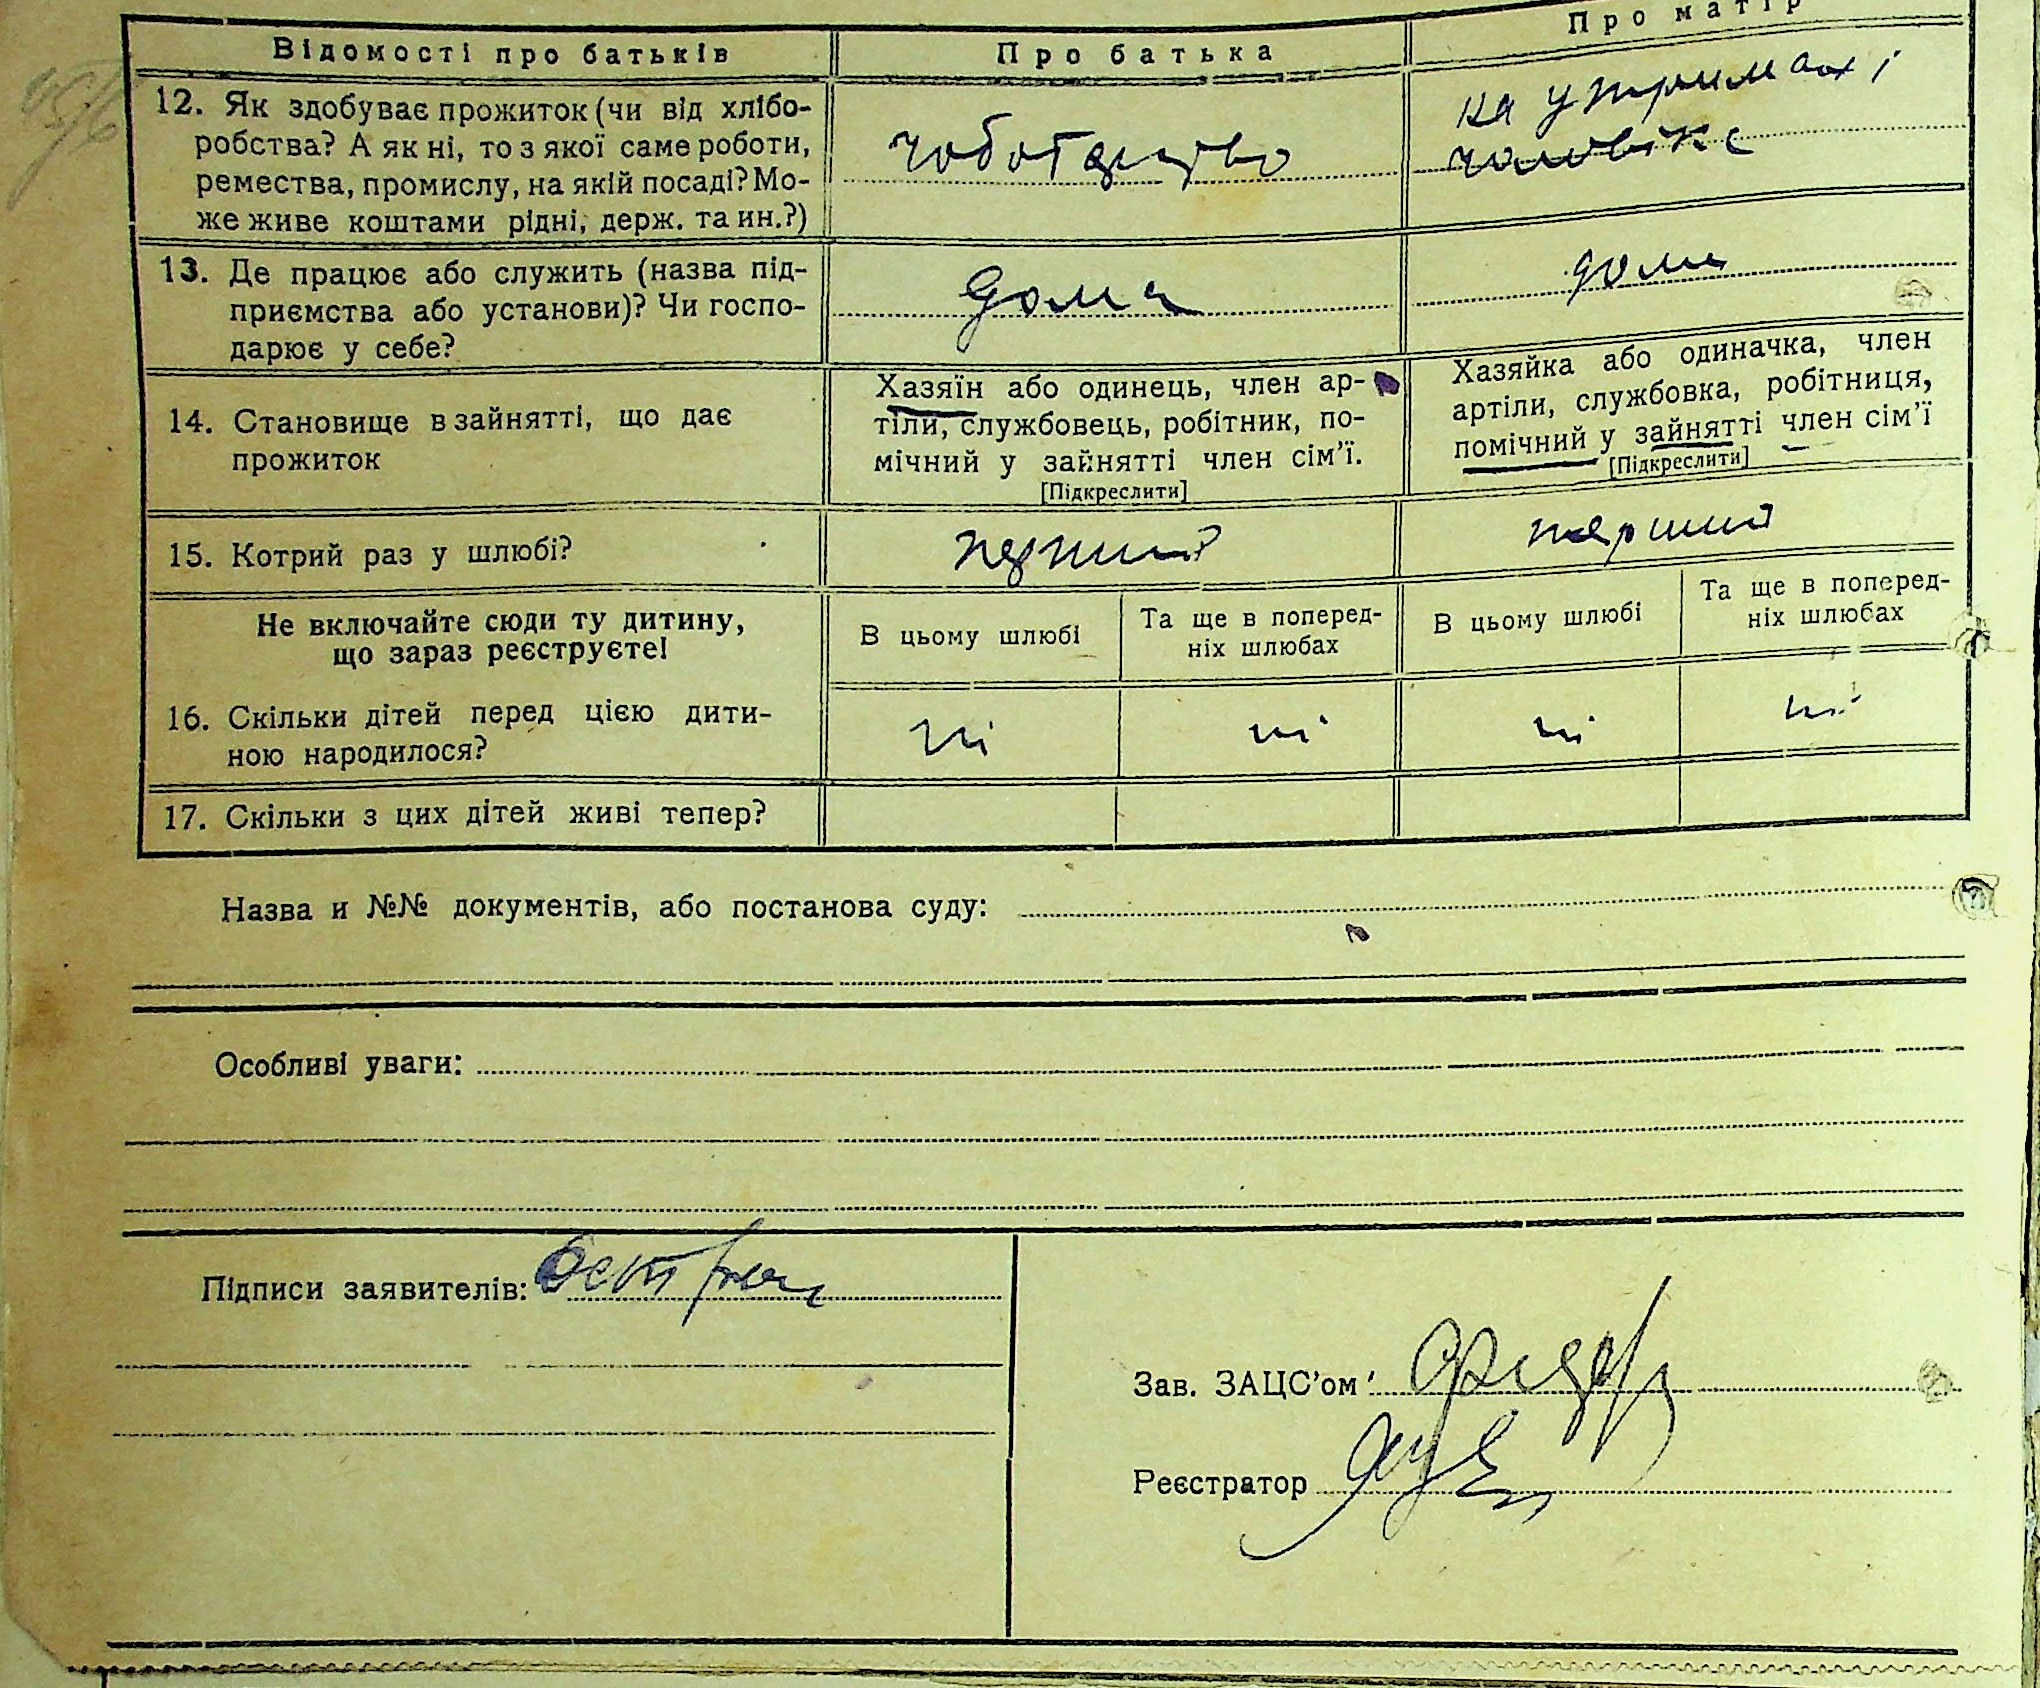 Відомості про батьків
Про батька
Про матір
12. Як здобуває прожиток (чи від хлібо-
робства? А як ні, то з якої саме роботи,
ремества, промислу, на якій посаді? Мо-
же живе коштами рідні, держ. та ин.?)
чоботарство
на утриманні
чоловіка
13. Де працює або служить (назва під-
приємства або установи)? Чи госпо-
дарює у себе?
дома
дома
14. Становище в зайнятті, що дає
прожиток
Хазяїн або одинець, член ар-
тіли, службовець, робітник, по-
мічний у зайнятті член сім'ї.
[Підкреслити]
Хазяйка або одиначка, член
артіли, службовка, робітниця,
помічний у зайнятті член сім'ї
[Підкреслити]
15. Котрий раз у шлюбі?
перший
перший
Не включайте сюди ту дитину,
що зараз реєструєте!
В цьому шлюбі
Та ще в поперед-
ніх шлюбах
В цьому шлюбі
Та ще в поперед-
ніх шлюбах
16. Скільки дітей перед цією дити-
ною народилося?
ні
ні
ні
ні
17. Скільки з цих дітей живі тепер?
Назва и №№ документів, або постанова суду:
Особливі уваги:
Підписи заявителів:
Зав. ЗАЦС'ом
Реєстратор